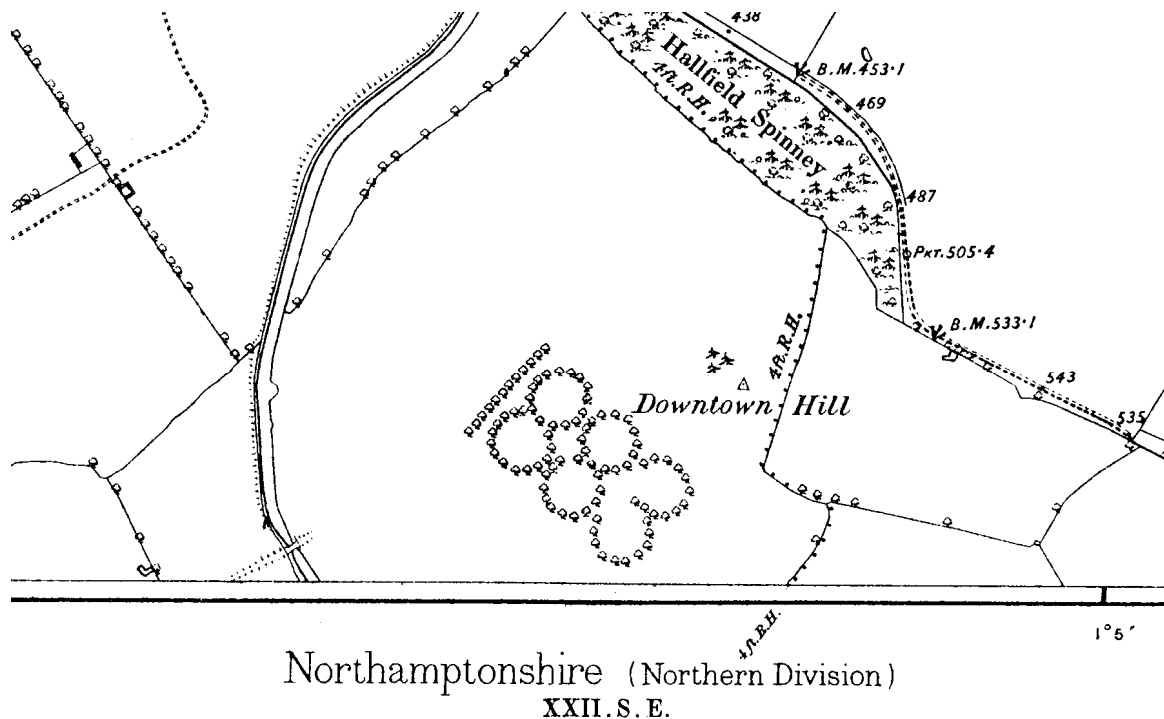 438
B.M.453·1
469
Hallfield Spinney
4ft.R.H.
487
PKT.505·4
B.M.533·1
4ft.R.H.
543
Downtown Hill
535
4ft.R.H.
1°5′
Northamptonshire (Northern Division)
XXII.S.E.